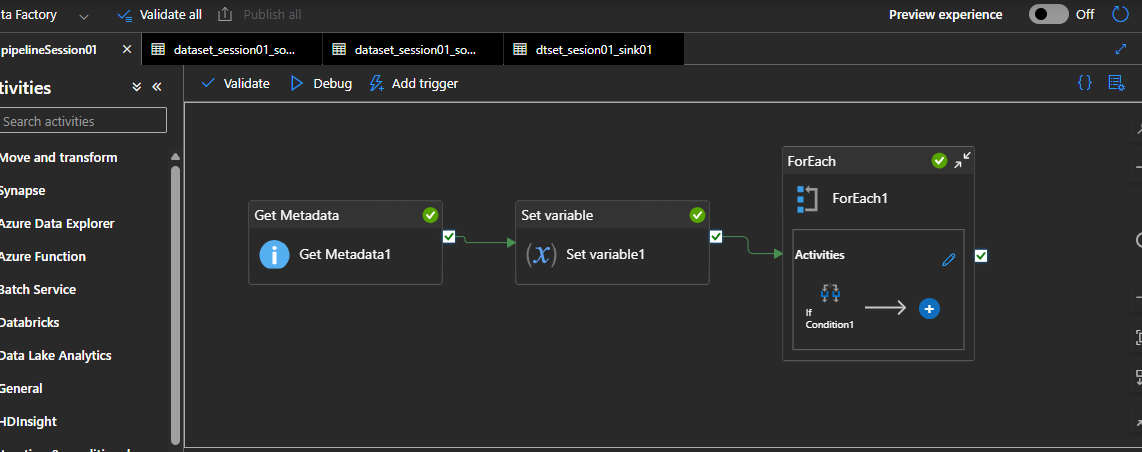 ta Factory
Validate all
Publish all
Preview experience
Off
pipelineSession01
dataset_session01_so...
dataset_session01_so...
dtset_sesion01_sink01
tivities
Validate
Debug
Add trigger
{}
Search activities
Move and transform
Synapse
Azure Data Explorer
Azure Function
Batch Service
Databricks
Data Lake Analytics
General
HDInsight
Get Metadata
Get Metadata1
Set variable
(x)
Set variable1
ForEach
ForEach1
Activities
If
Condition1